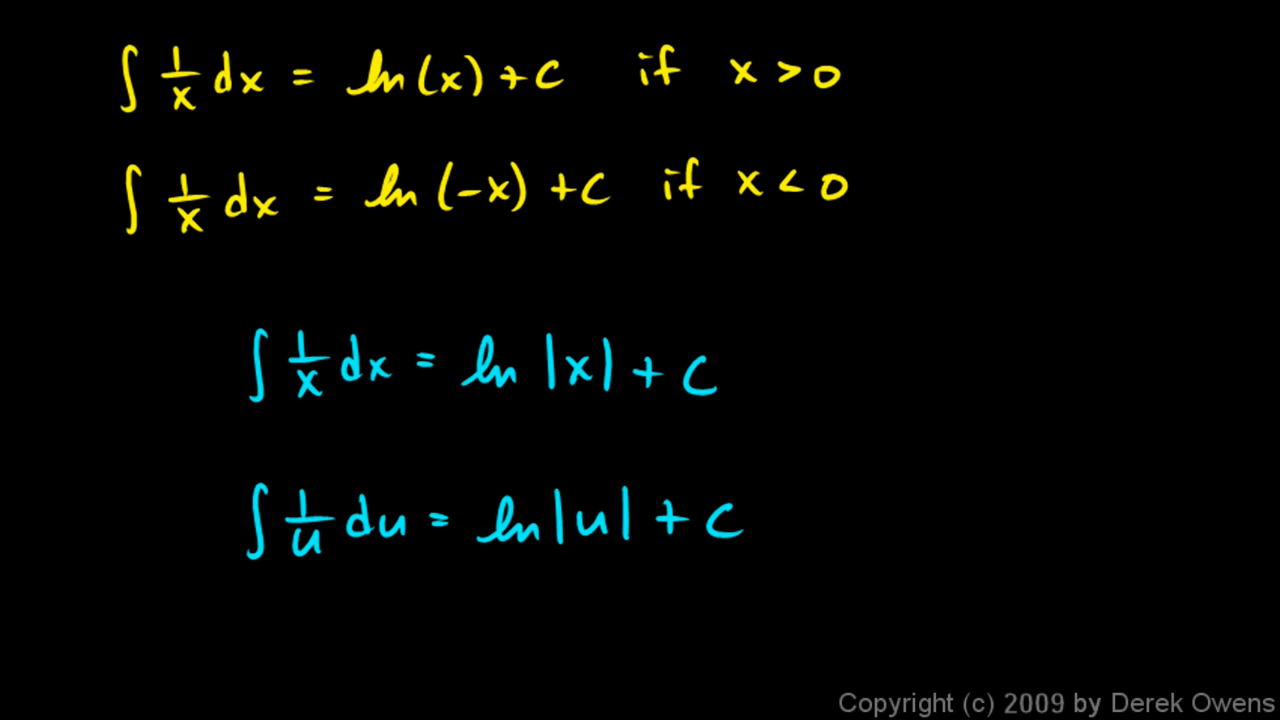 ∫ 1/x dx = ln(x) + C if x > 0
∫ 1/x dx = ln(-x) + C if x < 0
∫ 1/x dx = ln |x| + C
∫ 1/u du = ln |u| + C
Copyright (c) 2009 by Derek Owens